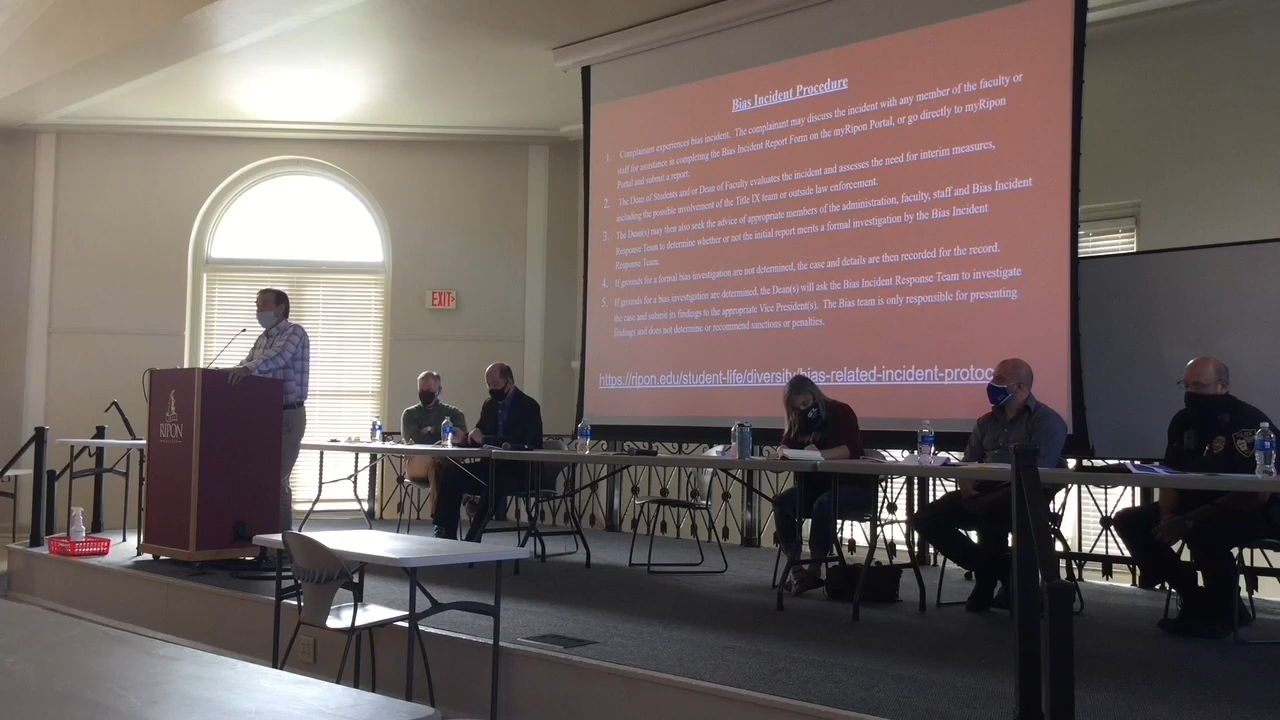 Bias Incident Procedure
1. Complainant experiences bias incident. The complainant may discuss the incident with any member of the faculty or
staff for assistance in completing the Bias Incident Report Form on the myRipon Portal, or go directly to myRipon
Portal and submit a report.
2. The Dean of Students and/or Dean of Faculty evaluates the incident and assesses the need for interim measures,
including the possible involvement of the Title IX team or outside law enforcement.
3. The Dean(s) may then also seek the advice of appropriate members of the administration, faculty, staff and Bias Incident
Response Team to determine whether or not the initial report merits a formal investigation by the Bias Incident
Response Team.
4. If grounds for a formal bias investigation are not determined, the case and details are then recorded for the record.
5. If grounds for a bias investigation are determined, the Dean(s) will ask the Bias Incident Response Team to investigate
the case and submit its findings to the appropriate Vice President(s). The Bias team is only responsible for presenting
findings and does not determine or recommend sanctions or penalties.
https://ripon.edu/student-life/diversity/bias-related-incident-protoc
EXIT
RIPON